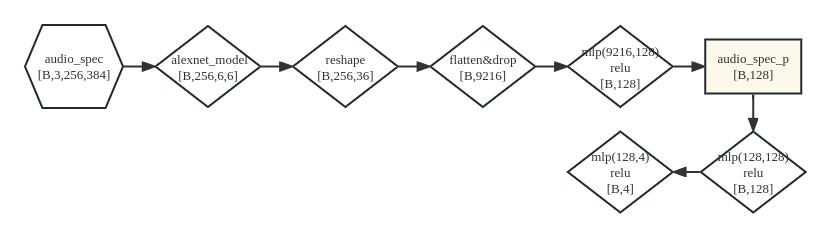 audio_spec
[B,3,256,384]
alexnet_model
[B,256,6,6]
reshape
[B,256,36]
flatten&drop
[B,9216]
mlp(9216,128)
relu
[B,128]
audio_spec_p
[B,128]
mlp(128,128)
relu
[B,128]
mlp(128,4)
relu
[B,4]